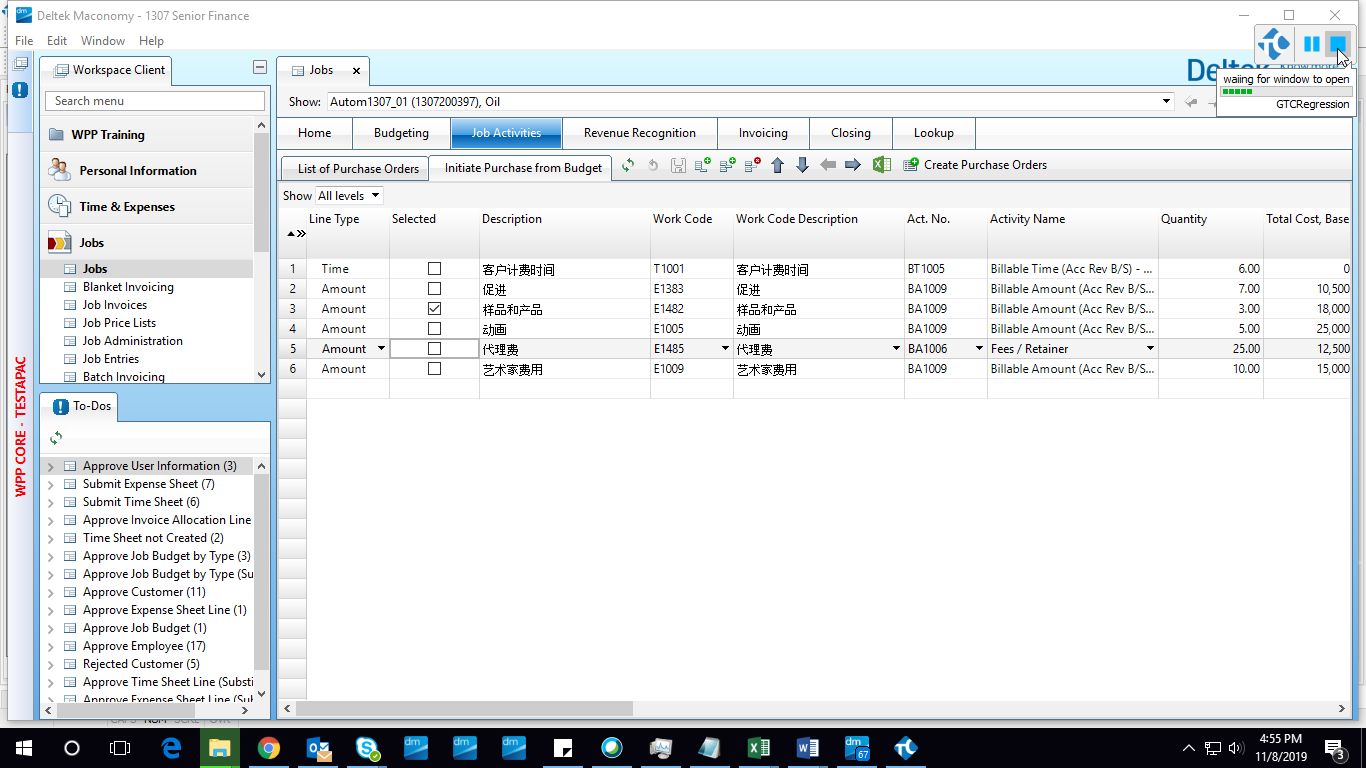 Deltek Maconomy - 1307 Senior Finance
File Edit Window Help
waiing for window to open
GTCRegression
Workspace Client
Search menu
WPP Training
Personal Information
Time & Expenses
Jobs
Jobs
Blanket Invoicing
Job Invoices
Job Price Lists
Job Administration
Job Entries
Batch Invoicing
WPP CORE - TESTAPAC
To-Dos
Approve User Information (3)
Submit Expense Sheet (7)
Submit Time Sheet (6)
Approve Invoice Allocation Line
Time Sheet not Created (2)
Approve Job Budget by Type (3)
Approve Job Budget by Type (Su
Approve Customer (11)
Approve Expense Sheet Line (1)
Approve Job Budget (1)
Approve Employee (17)
Rejected Customer (5)
Approve Time Sheet Line (Substi
Approve Expense Sheet Line (Sul
Jobs
Show: Autom1307_01 (1307200397), Oil
Home Budgeting Job Activities Revenue Recognition Invoicing Closing Lookup
List of Purchase Orders Initiate Purchase from Budget Create Purchase Orders
Show All levels
Line Type Selected Description Work Code Work Code Description Act. No. Activity Name Quantity Total Cost, Base
1 Time 客户计费时间 T1001 客户计费时间 BT1005 Billable Time (Acc Rev B/S) - ... 6.00 0
2 Amount 促进 E1383 促进 BA1009 Billable Amount (Acc Rev B/S... 7.00 10,500
3 Amount 样品和产品 E1482 样品和产品 BA1009 Billable Amount (Acc Rev B/S... 3.00 18,000
4 Amount 动画 E1005 动画 BA1009 Billable Amount (Acc Rev B/S... 5.00 25,000
5 Amount 代理费 E1485 代理费 BA1006 Fees / Retainer 25.00 12,500
6 Amount 艺术家费用 E1009 艺术家费用 BA1009 Billable Amount (Acc Rev B/S... 10.00 15,000
dm 67
4:55 PM
11/8/2019
3